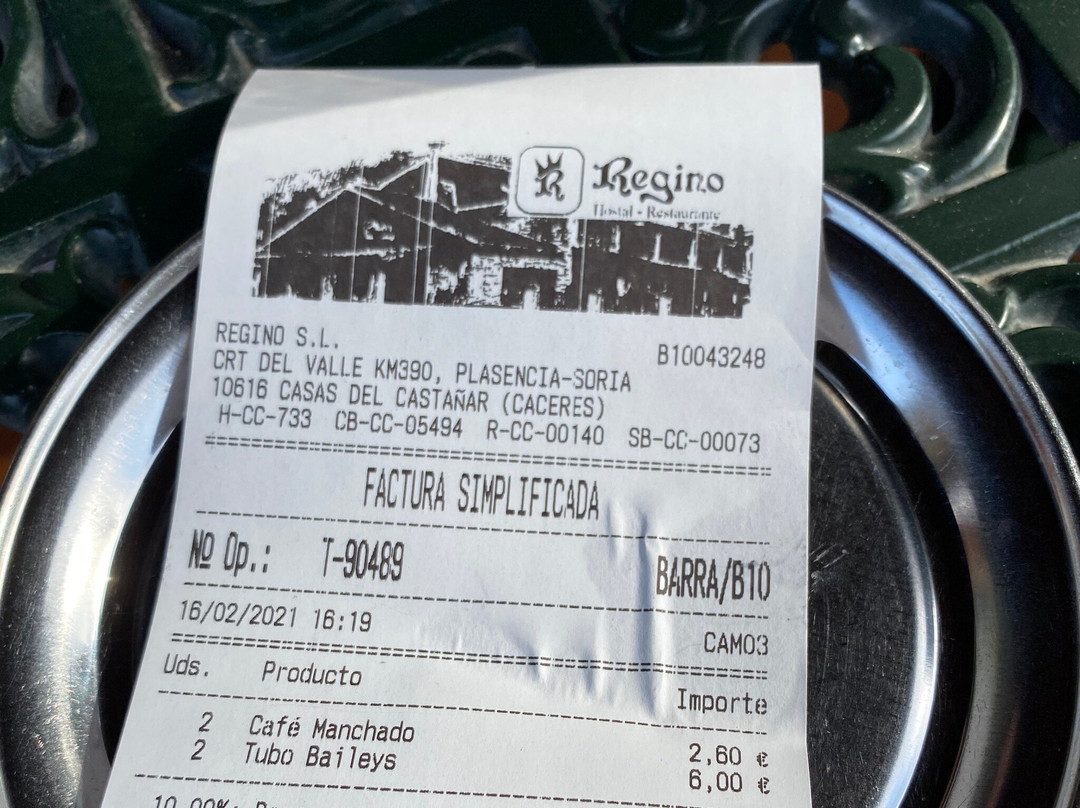 Regino
Hostal - Restaurante
REGINO S.L. B10043248
CRT DEL VALLE KM390, PLASENCIA-SORIA
10616 CASAS DEL CASTAÑAR (CACERES)
H-CC-733 CB-CC-05494 R-CC-00140 SB-CC-00073
FACTURA SIMPLIFICADA
Nº Op.: T-90489 BARRA/B10
16/02/2021 16:19 CAM03
Uds. Producto Importe
2 Café Manchado 2,60 €
2 Tubo Baileys 6,00 €
10,00%: